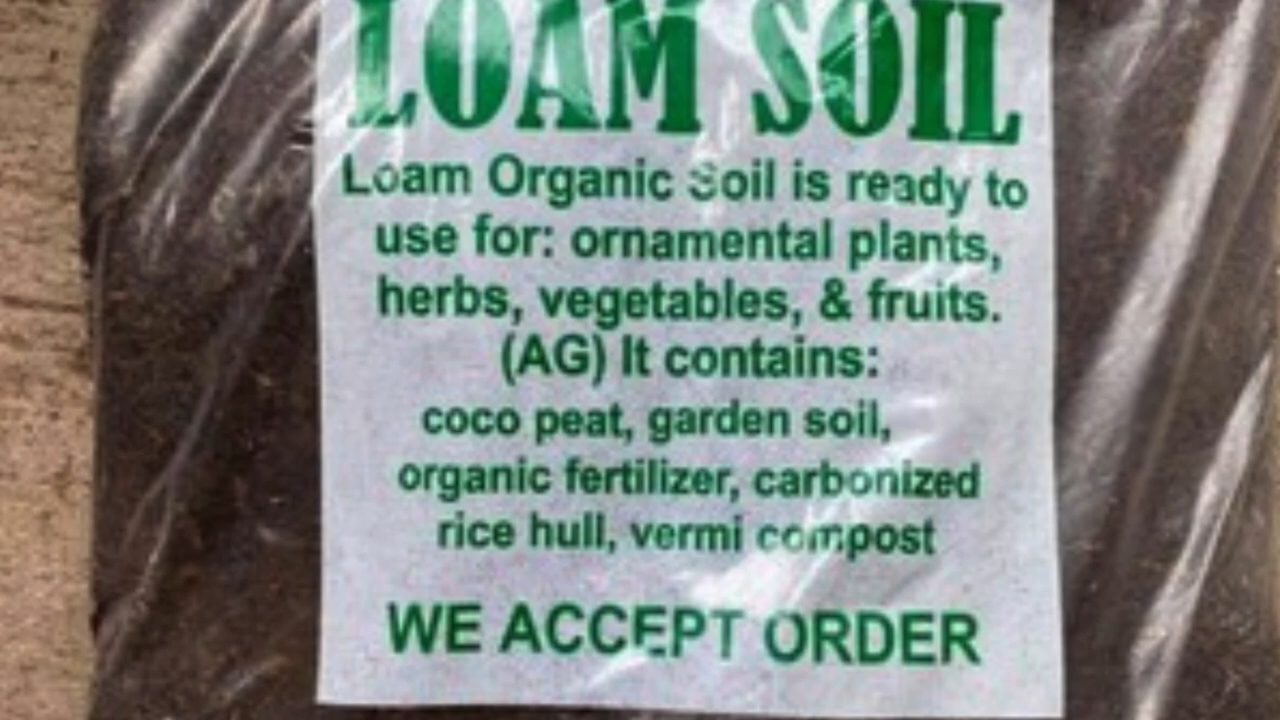 LOAM SOIL
Loam Organic Soil is ready to
use for: ornamental plants,
herbs, vegetables, & fruits.
(AG) It contains:
coco peat, garden soil,
organic fertilizer, carbonized
rice hull, vermi compost
WE ACCEPT ORDER